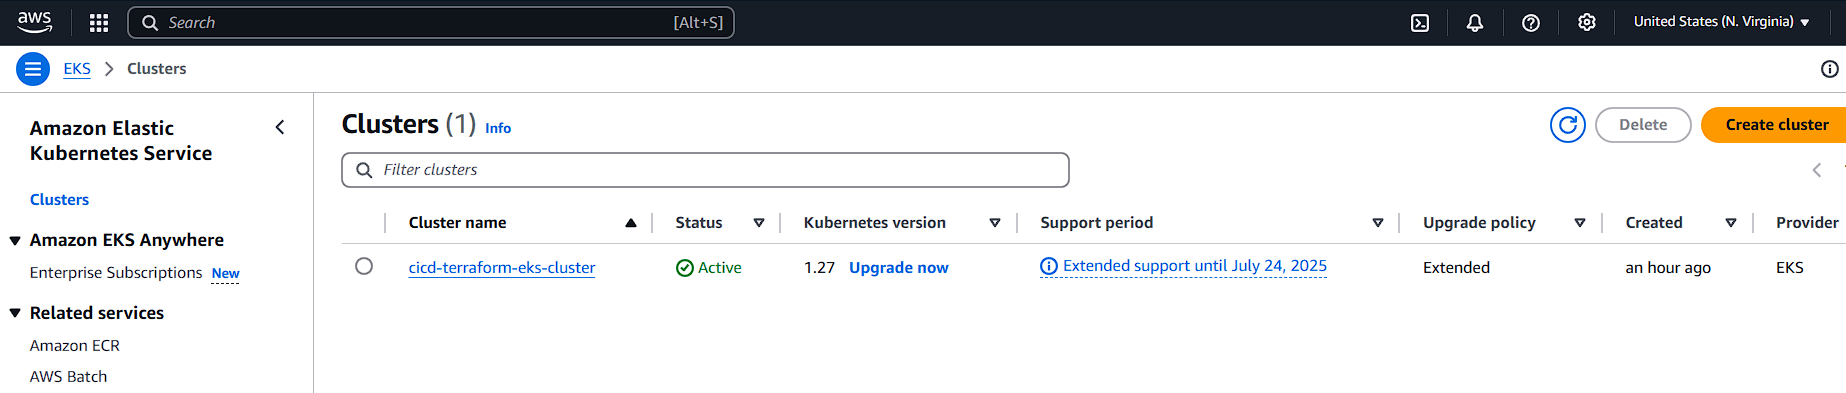 aws Search [Alt+S] United States (N. Virginia)
EKS Clusters
Amazon Elastic
Kubernetes Service
Clusters
Amazon EKS Anywhere
Enterprise Subscriptions New
Related services
Amazon ECR
AWS Batch
Clusters (1) Info Delete Create cluster
Filter clusters
Cluster name Status Kubernetes version Support period Upgrade policy Created Provider
cicd-terraform-eks-cluster Active 1.27 Upgrade now Extended support until July 24, 2025 Extended an hour ago EKS